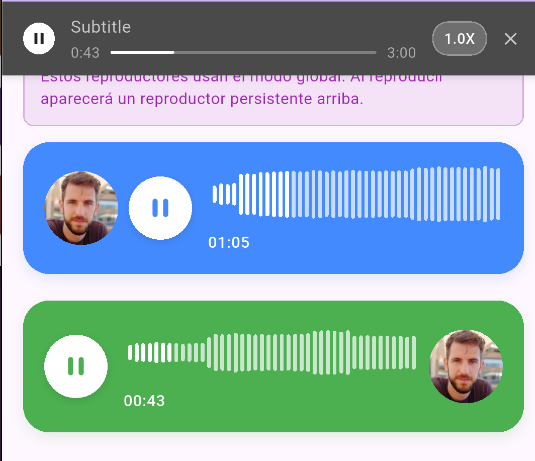 Subtitle
0:43
3:00
1.0X
Estos reproductores usan el modo global. Al reproducir
aparecerá un reproductor persistente arriba.
01:05
00:43